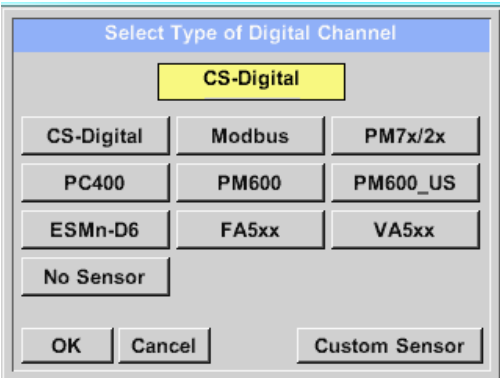 Select Type of Digital Channel
CS-Digital
CS-Digital Modbus PM7x/2x
PC400 PM600 PM600_US
ESMn-D6 FA5xx VA5xx
No Sensor
OK Cancel Custom Sensor